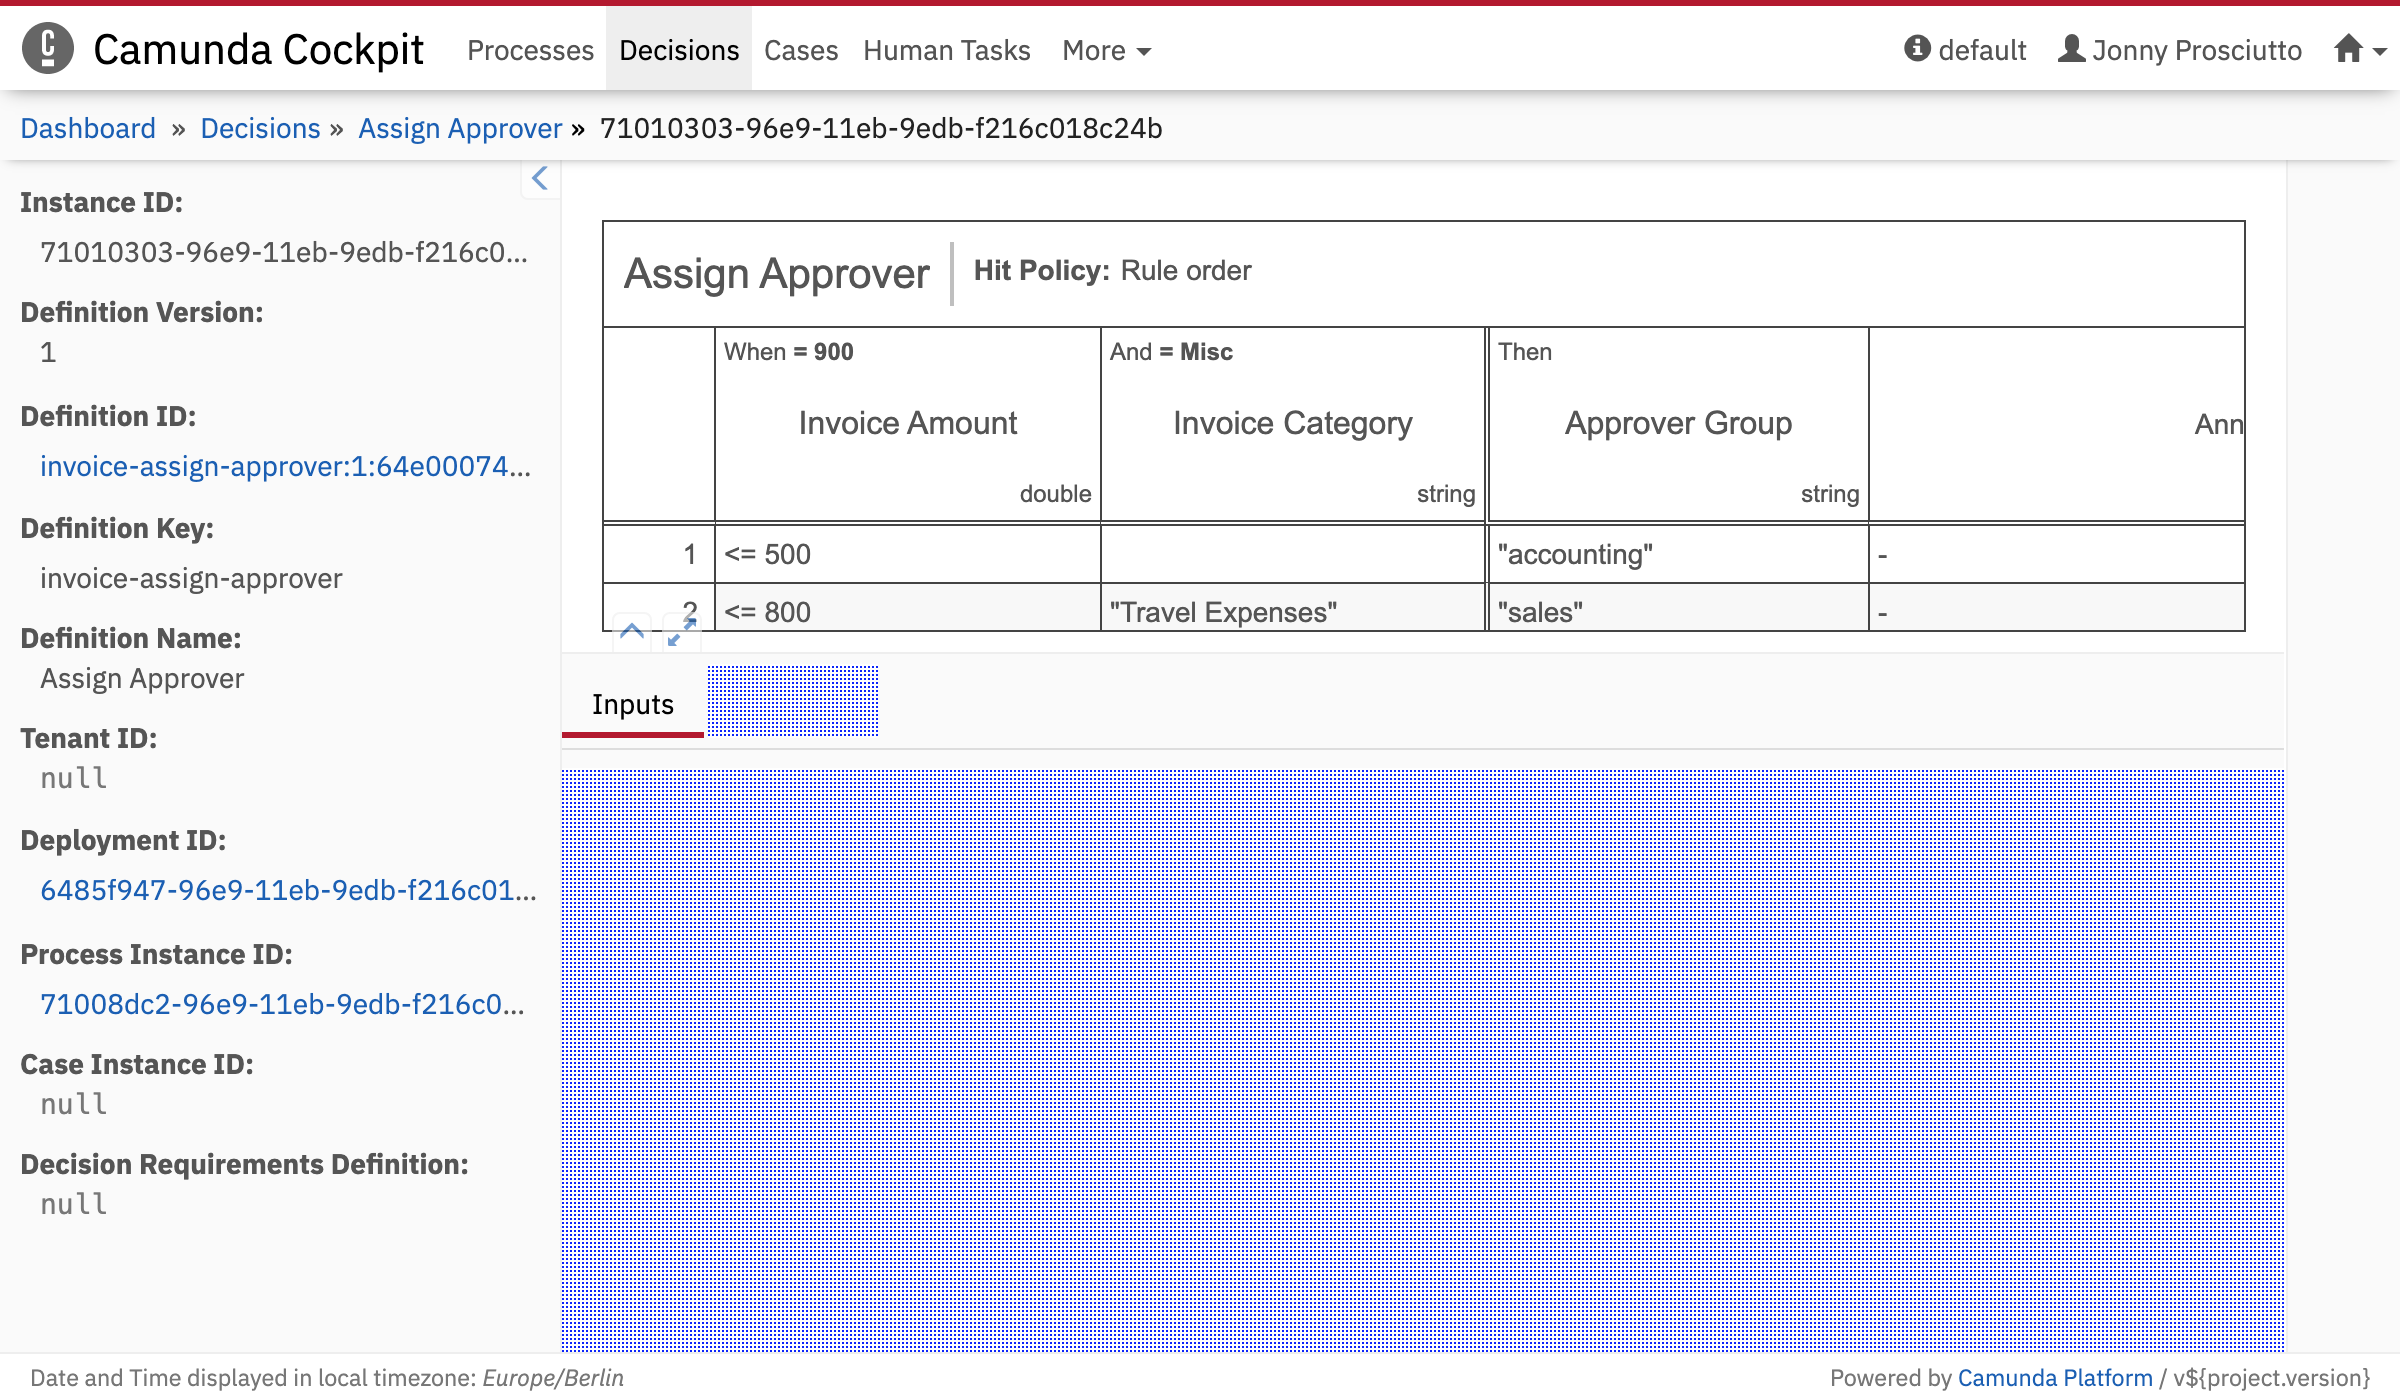 Camunda Cockpit Processes Decisions Cases Human Tasks More default Jonny Prosciutto
Dashboard » Decisions » Assign Approver » 71010303-96e9-11eb-9edb-f216c018c24b
Instance ID:
71010303-96e9-11eb-9edb-f216c0...
Definition Version:
1
Definition ID:
invoice-assign-approver:1:64e00074...
Definition Key:
invoice-assign-approver
Definition Name:
Assign Approver
Tenant ID:
null
Deployment ID:
6485f947-96e9-11eb-9edb-f216c01...
Process Instance ID:
71008dc2-96e9-11eb-9edb-f216c0...
Case Instance ID:
null
Decision Requirements Definition:
null
Assign Approver Hit Policy: Rule order
When = 900 And = Misc Then
Invoice Amount Invoice Category Approver Group Ann
double string string
1 <= 500 "accounting" -
2 <= 800 "Travel Expenses" "sales" -
Inputs
Date and Time displayed in local timezone: Europe/Berlin
Powered by Camunda Platform / v${project.version}